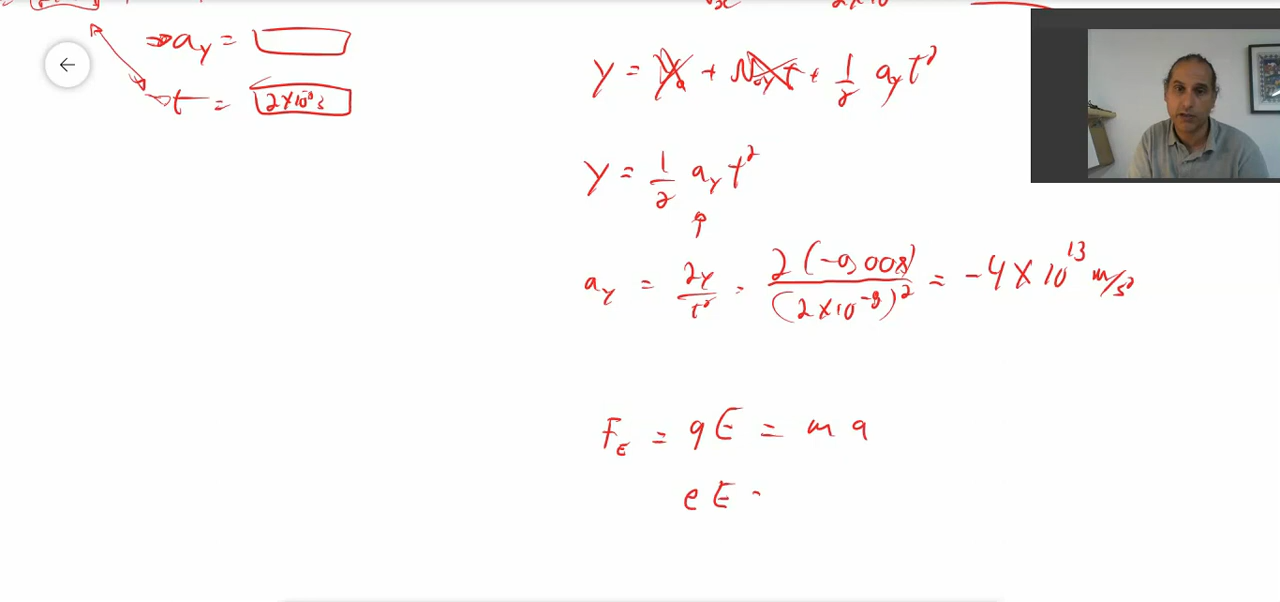 ⇒ a_y =
→ t = 2×10⁻⁸ s
y = y₀ + v₀y t + 1/2 a_y t²
y = 1/2 a_y t²
a_y = 2y/t² = 2(-0.008)/(2×10⁻⁸)² = -4×10¹³ m/s²
F_E = qE = ma
eE =